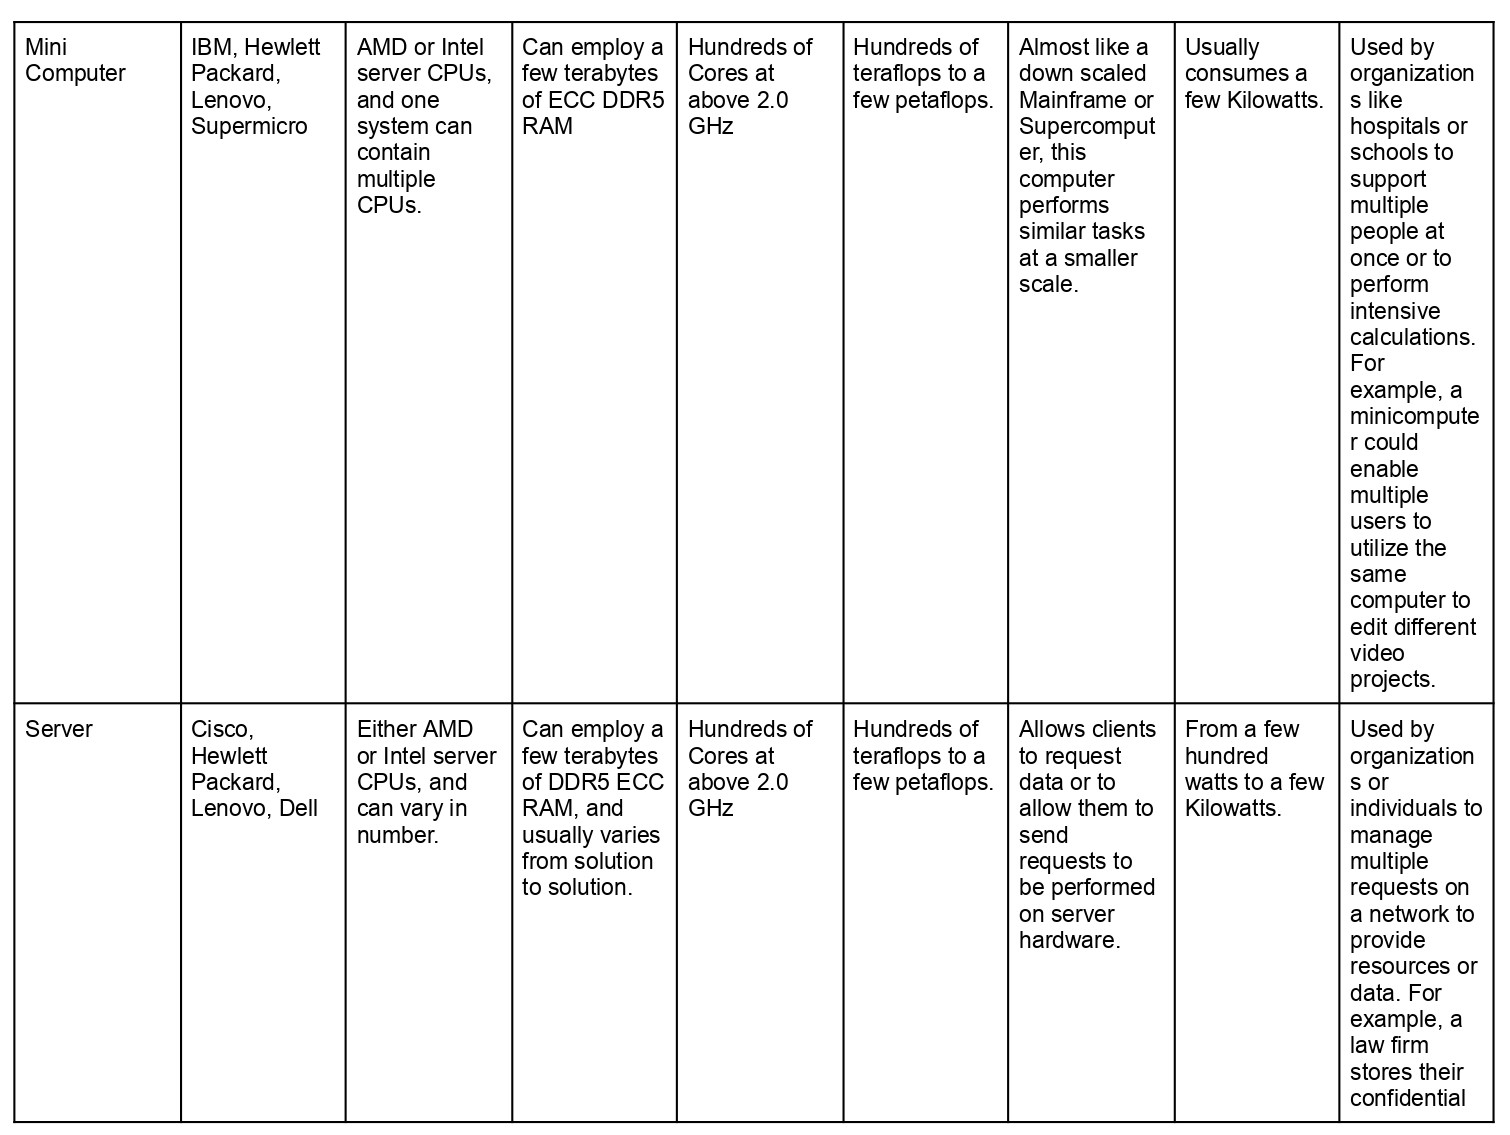 Mini
Computer
IBM, Hewlett
Packard,
Lenovo,
Supermicro
AMD or Intel
server CPUs,
and one
system can
contain
multiple
CPUs.
Can employ a
few terabytes
of ECC DDR5
RAM
Hundreds of
Cores at
above 2.0
GHz
Hundreds of
teraflops to a
few petaflops.
Almost like a
down scaled
Mainframe or
Supercomput
er, this
computer
performs
similar tasks
at a smaller
scale.
Usually
consumes a
few Kilowatts.
Used by
organization
s like
hospitals or
schools to
support
multiple
people at
once or to
perform
intensive
calculations.
For
example, a
minicompute
r could
enable
multiple
users to
utilize the
same
computer to
edit different
video
projects.
Server
Cisco,
Hewlett
Packard,
Lenovo, Dell
Either AMD
or Intel server
CPUs, and
can vary in
number.
Can employ a
few terabytes
of DDR5 ECC
RAM, and
usually varies
from solution
to solution.
Hundreds of
Cores at
above 2.0
GHz
Hundreds of
teraflops to a
few petaflops.
Allows clients
to request
data or to
allow them to
send
requests to
be performed
on server
hardware.
From a few
hundred
watts to a few
Kilowatts.
Used by
organization
s or
individuals to
manage
multiple
requests on
a network to
provide
resources or
data. For
example, a
law firm
stores their
confidential